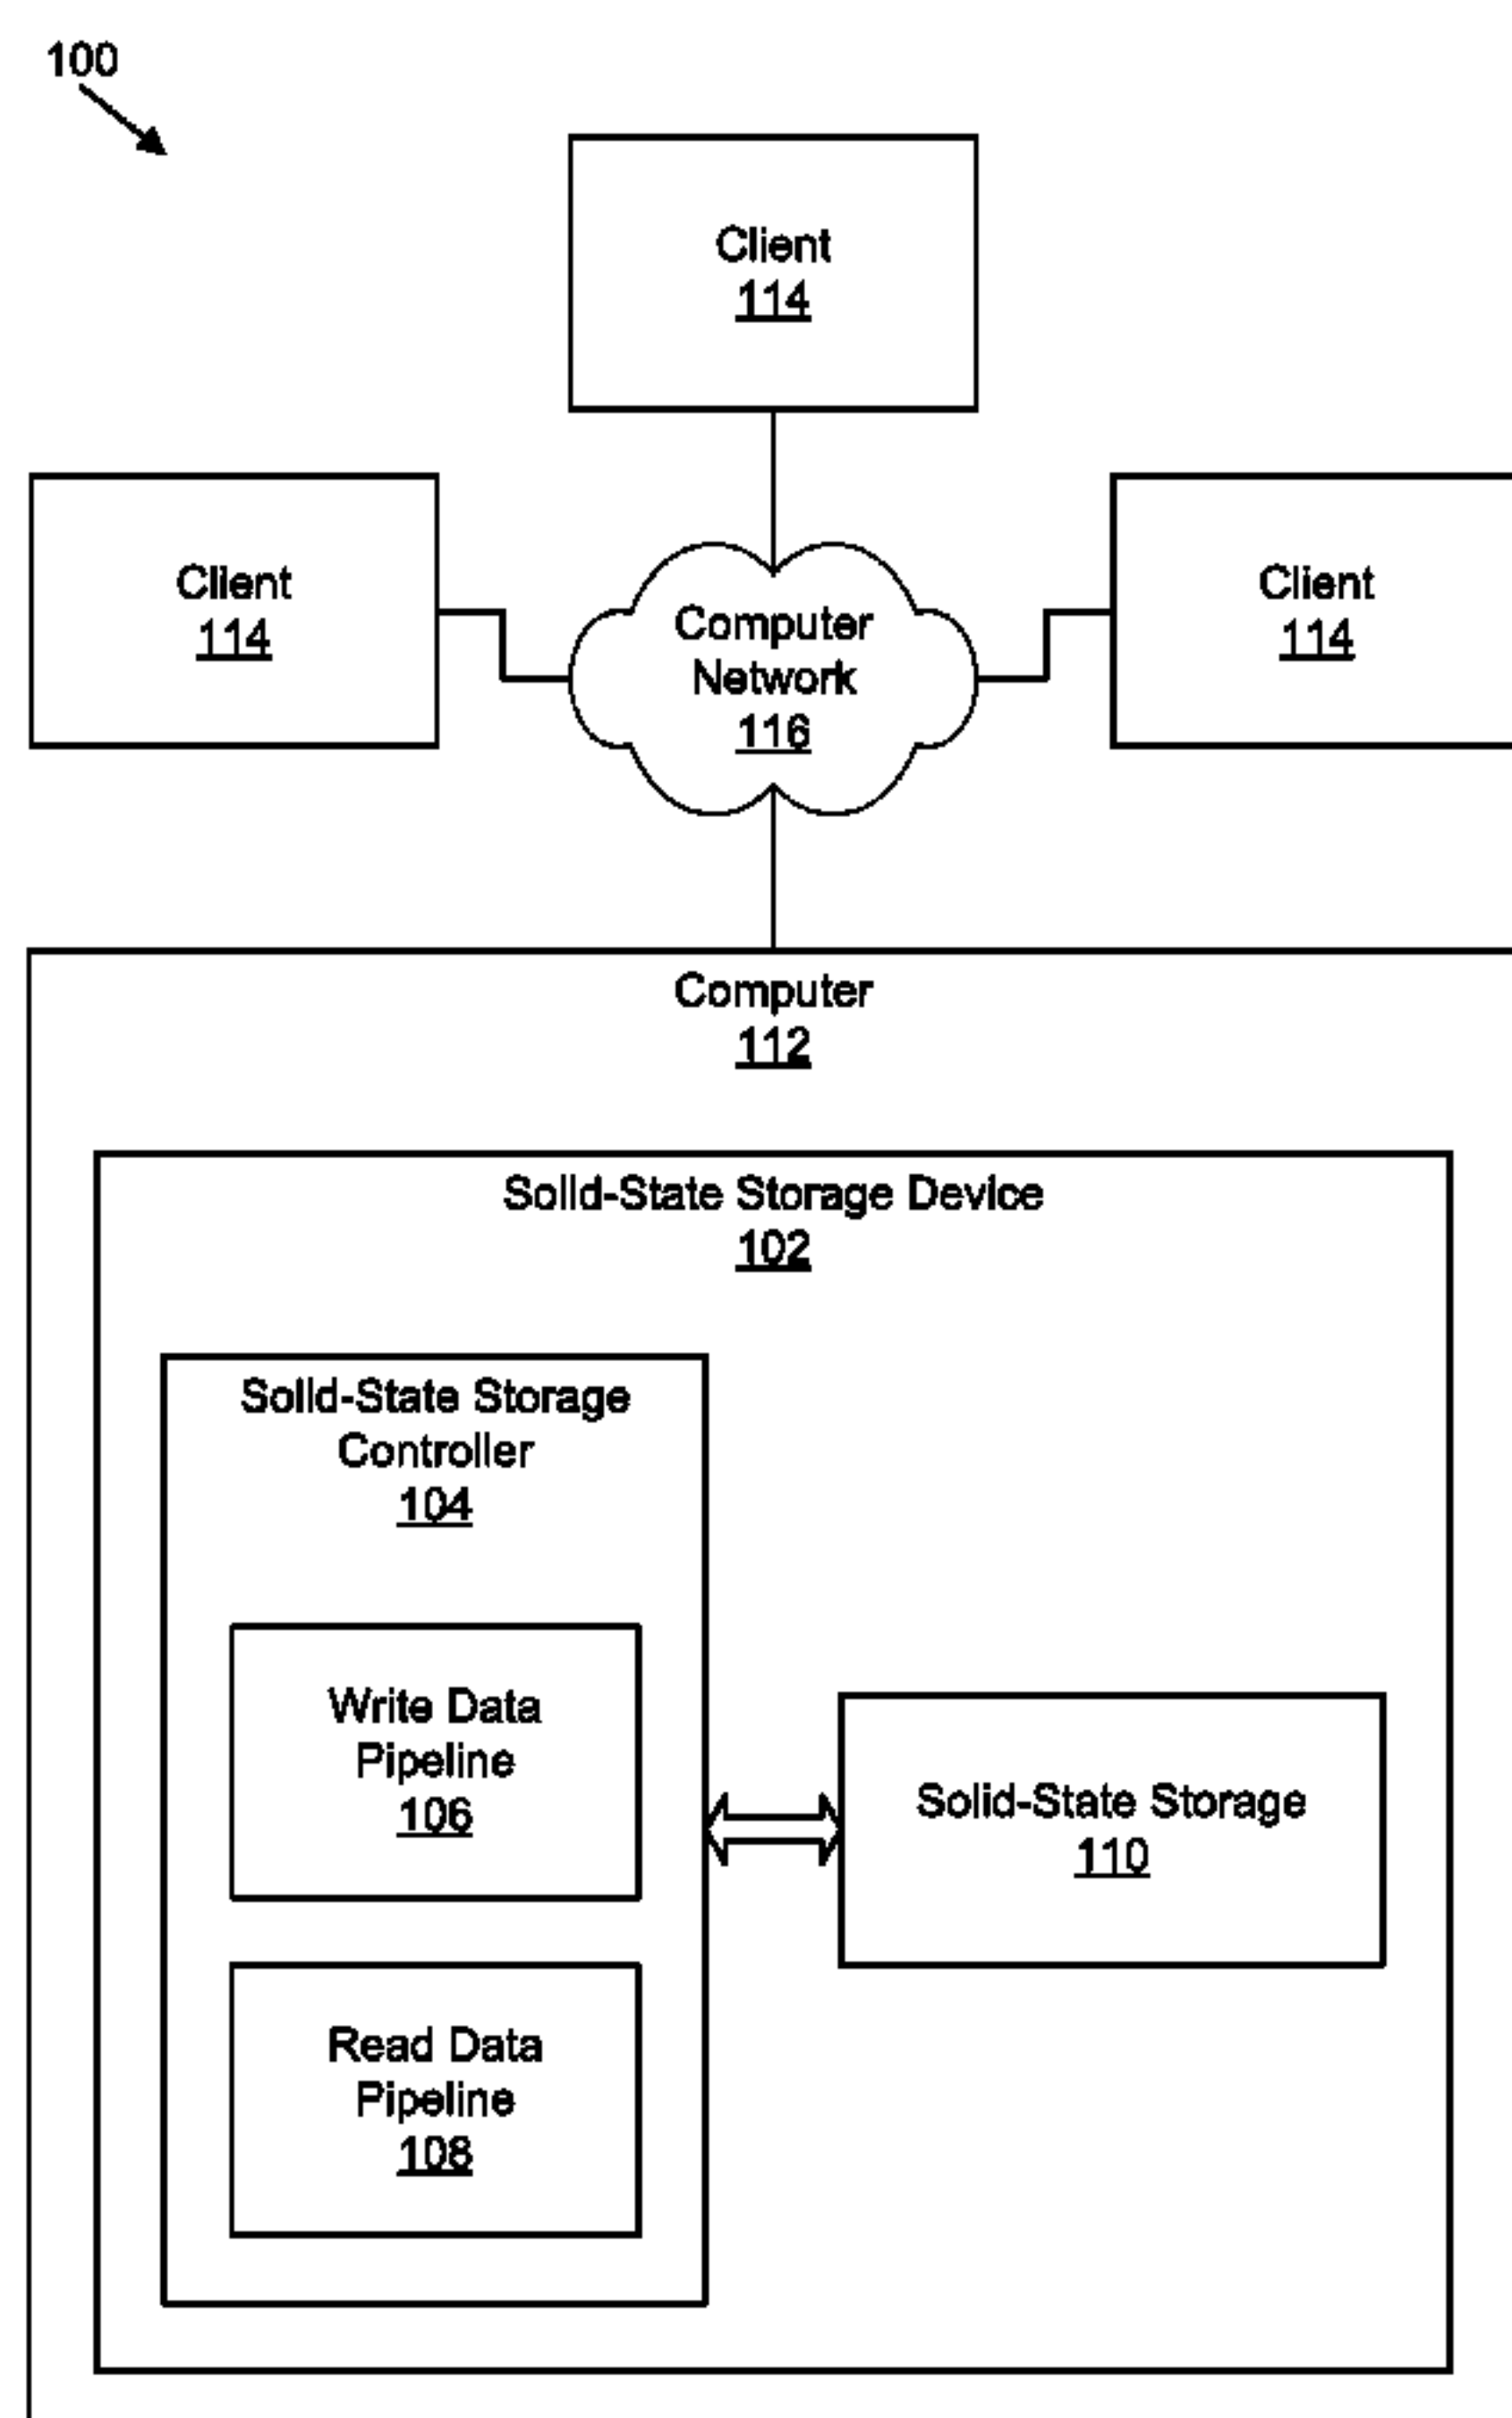 100
Client
114
Client
114
Client
114
Computer
Network
116
Computer
112
Solid-State Storage Device
102
Solid-State Storage
Controller
104
Write Data
Pipeline
106
Solid-State Storage
110
Read Data
Pipeline
108